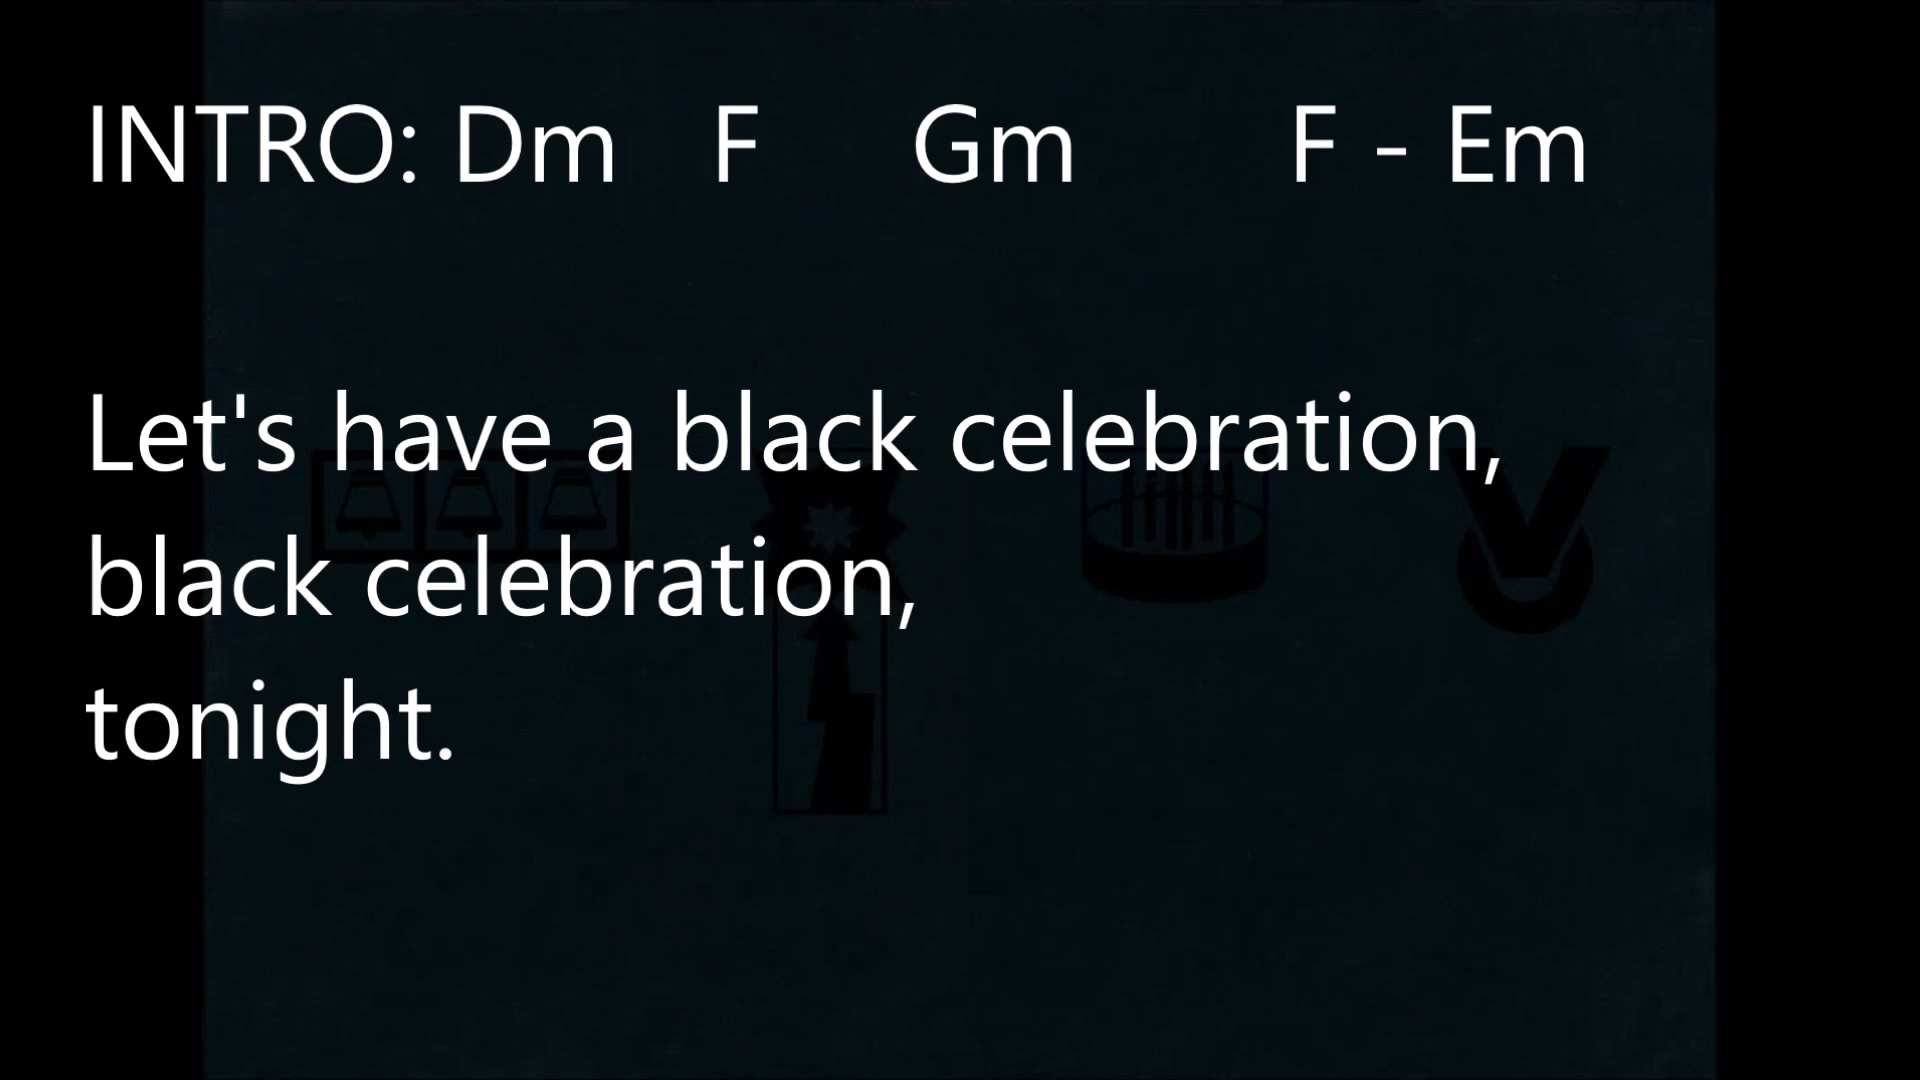 INTRO: Dm F Gm F - Em
Let's have a black celebration,
black celebration,
tonight.